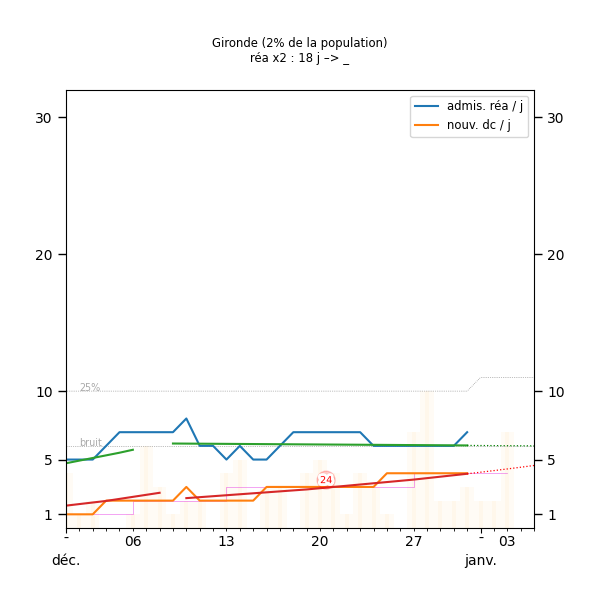 Gironde (2% de la population)
réa x2 : 18 j –> _
admis. réa / j
nouv. dc / j
30 30
20 20
25%
10 10
bruit
5 5
24
1 1
- 06 13 20 27 - 03
déc. janv.